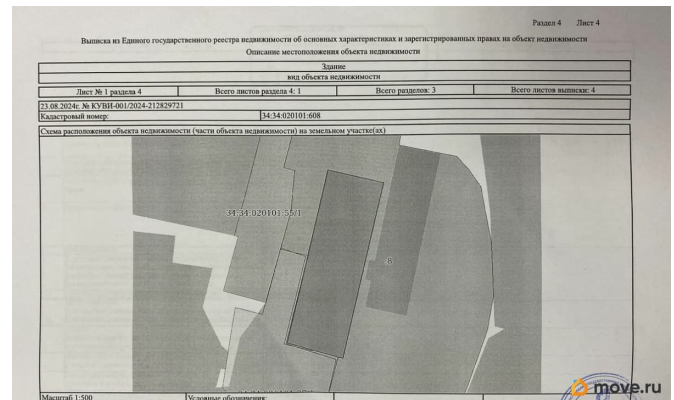 Раздел 4 Лист 4
Выписка из Единого государственного реестра недвижимости об основных характеристиках и зарегистрированных правах на объект недвижимости
Описание местоположения объекта недвижимости
Здание
вид объекта недвижимости
Лист № 1 раздела 4 Всего листов раздела 4: 1 Всего разделов: 3 Всего листов выписки: 4
23.08.2024г. № КУВИ-001/2024-212829721
Кадастровый номер: 34:34:020101:608
Схема расположения объекта недвижимости (части объекта недвижимости) на земельном участке(ах)
34:34:020101:55/1
:8
Масштаб 1:500 Условные обозначения:
move.ru